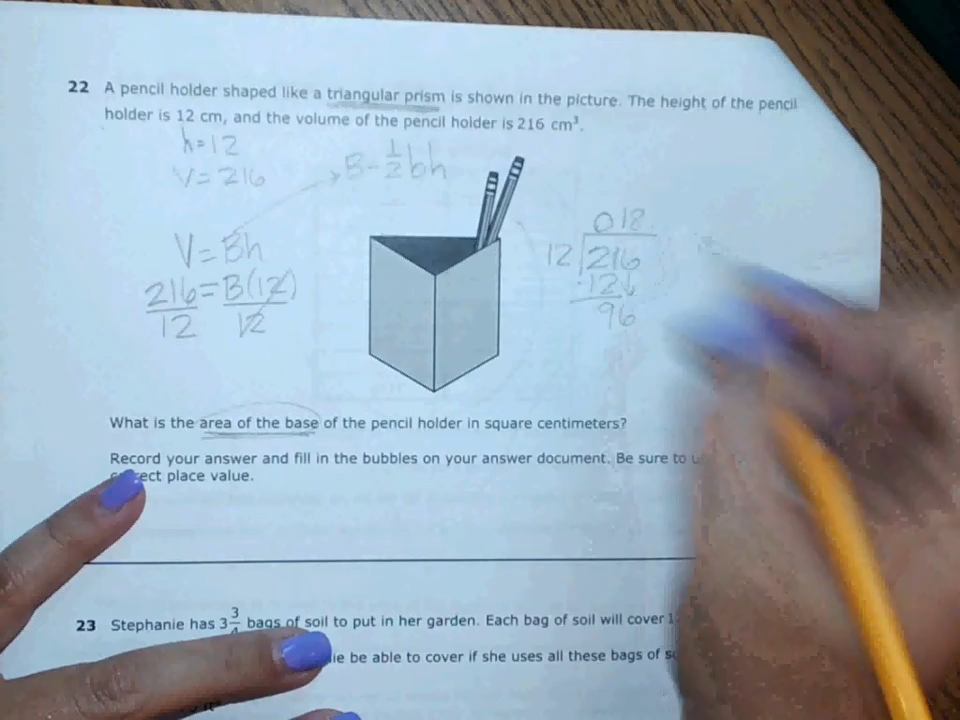 22 A pencil holder shaped like a triangular prism is shown in the picture. The height of the pencil
holder is 12 cm, and the volume of the pencil holder is 216 cm³.
h=12
V=216
B-½bh
V=Bh
216=B(12)
12 12
018
12 216
-12
96
What is the area of the base of the pencil holder in square centimeters?
Record your answer and fill in the bubbles on your answer document. Be sure to
place value.
23 Stephanie has 3¾ bags of soil to put in her garden. Each bag of soil will cover 1
be able to cover if she uses all these bags of